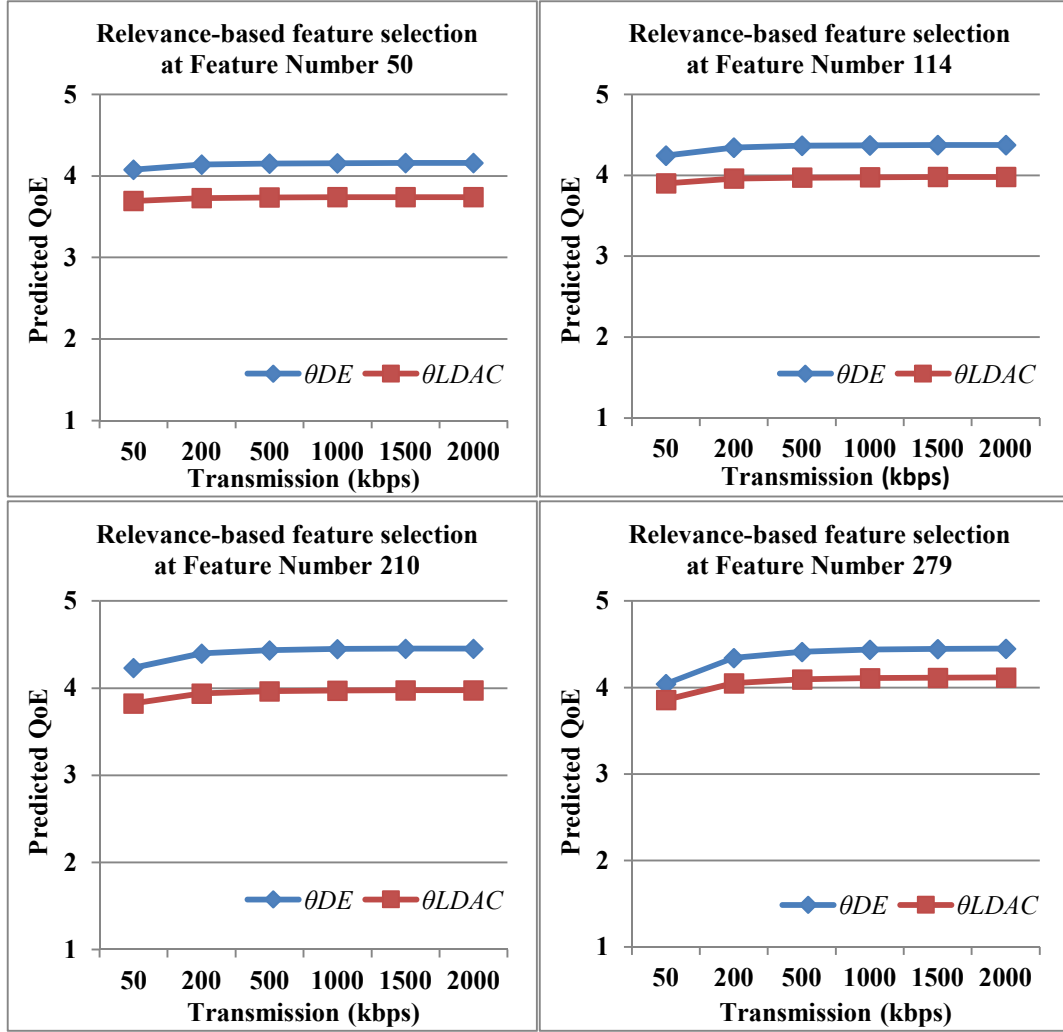 Relevance-based feature selection
at Feature Number 50
5
4
3
2
1
Predicted QoE
θDE θLDAC
50 200 500 1000 1500 2000
Transmission (kbps)
Relevance-based feature selection
at Feature Number 114
5
4
3
2
1
Predicted QoE
θDE θLDAC
50 200 500 1000 1500 2000
Transmission (kbps)
Relevance-based feature selection
at Feature Number 210
5
4
3
2
1
Predicted QoE
θDE θLDAC
50 200 500 1000 1500 2000
Transmission (kbps)
Relevance-based feature selection
at Feature Number 279
5
4
3
2
1
Predicted QoE
θDE θLDAC
50 200 500 1000 1500 2000
Transmission (kbps)